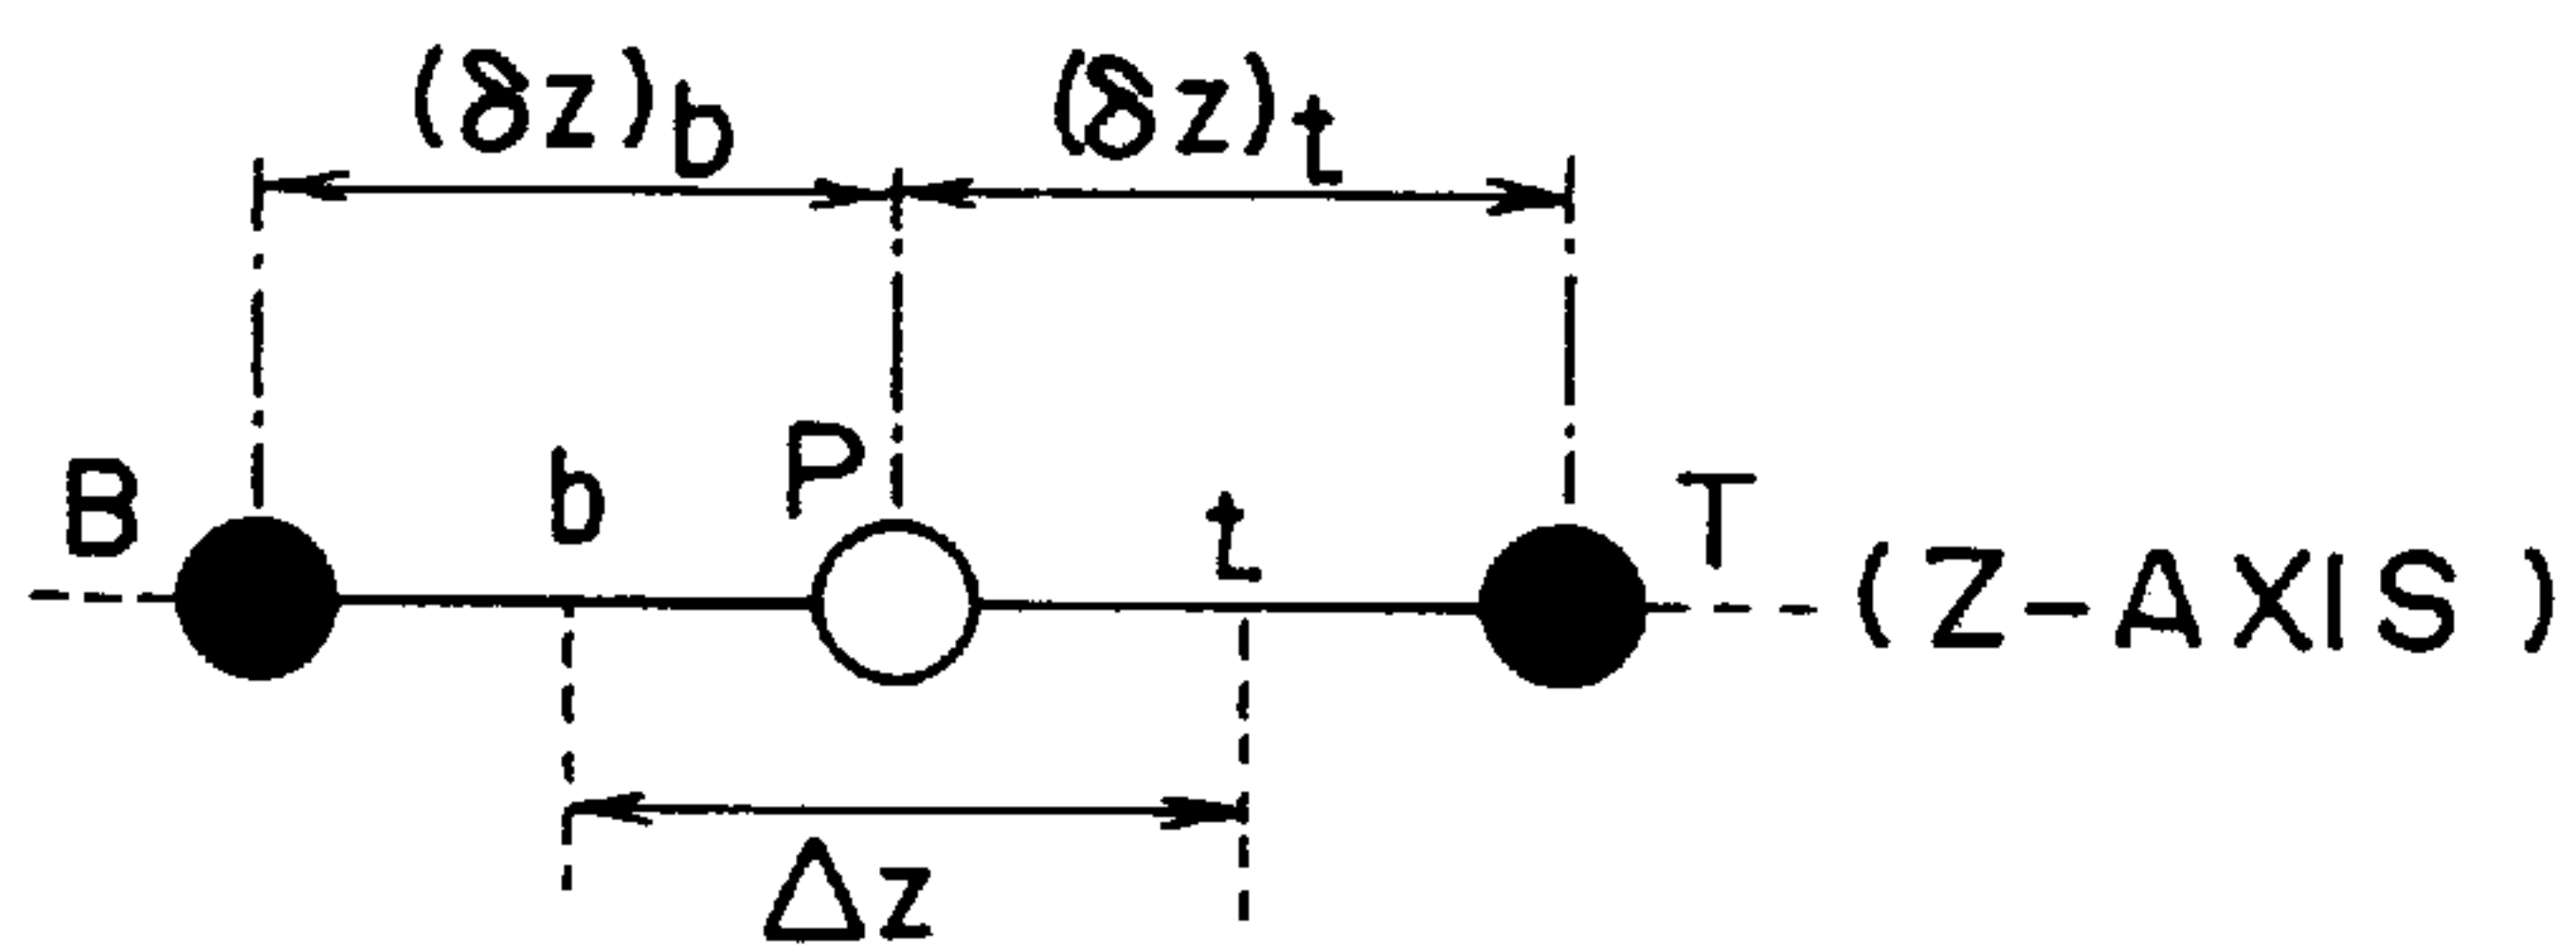 (δz)b (δz)t
B b P t T (Z-AXIS)
Δz